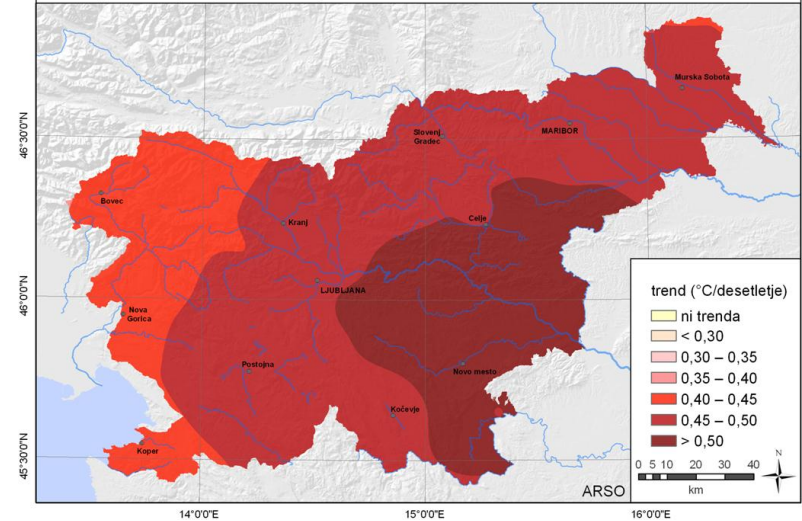 Murska Sobota
MARIBOR
Slovenj
Gradec
Bovec
Kranj
Celje
LJUBLJANA
Nova
Gorica
Postojna
Novo mesto
Kočevje
Koper
46°30'0"N
46°0'0"N
45°30'0"N
14°0'0"E
15°0'0"E
16°0'0"E
trend (°C/desetletje)
ni trenda
< 0,30
0,30 – 0,35
0,35 – 0,40
0,40 – 0,45
0,45 – 0,50
> 0,50
0 5 10 20 30 40
km
N
ARSO